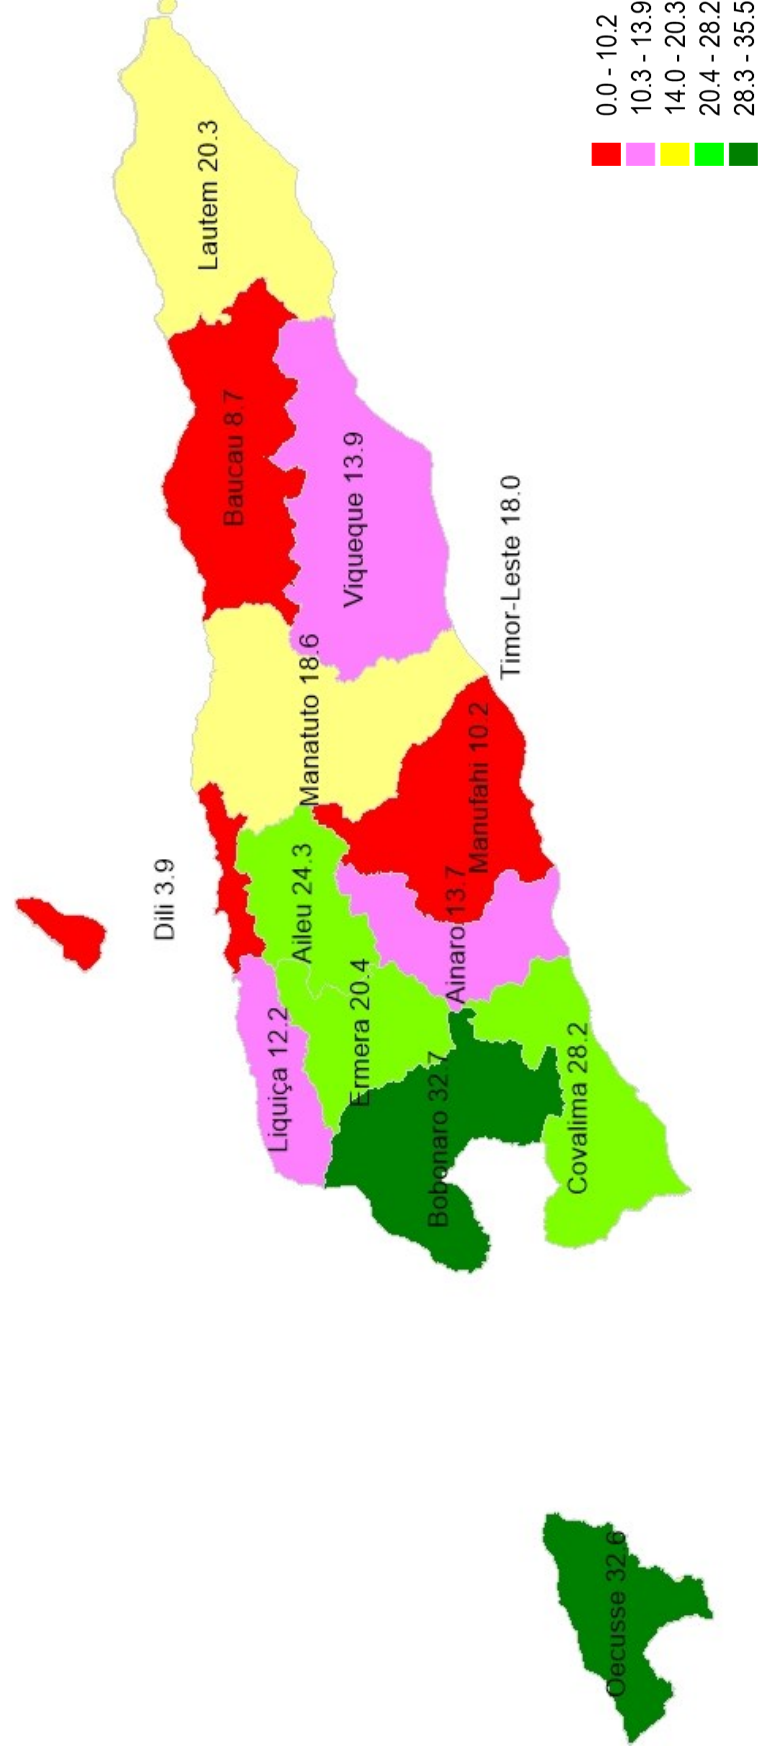 Dili 3.9
Lautem 20.3
Baucau 8.7
Manatuto 18.6
Aileu 24.3
Liquiça 12.2
Viqueque 13.9
Ermera 20.4
Ainaro 13.7
Manufahi 10.2
Bobonaro 32.7
Timor-Leste 18.0
Covalima 28.2
Oecusse 32.6
0.0 - 10.2
10.3 - 13.9
14.0 - 20.3
20.4 - 28.2
28.3 - 35.5